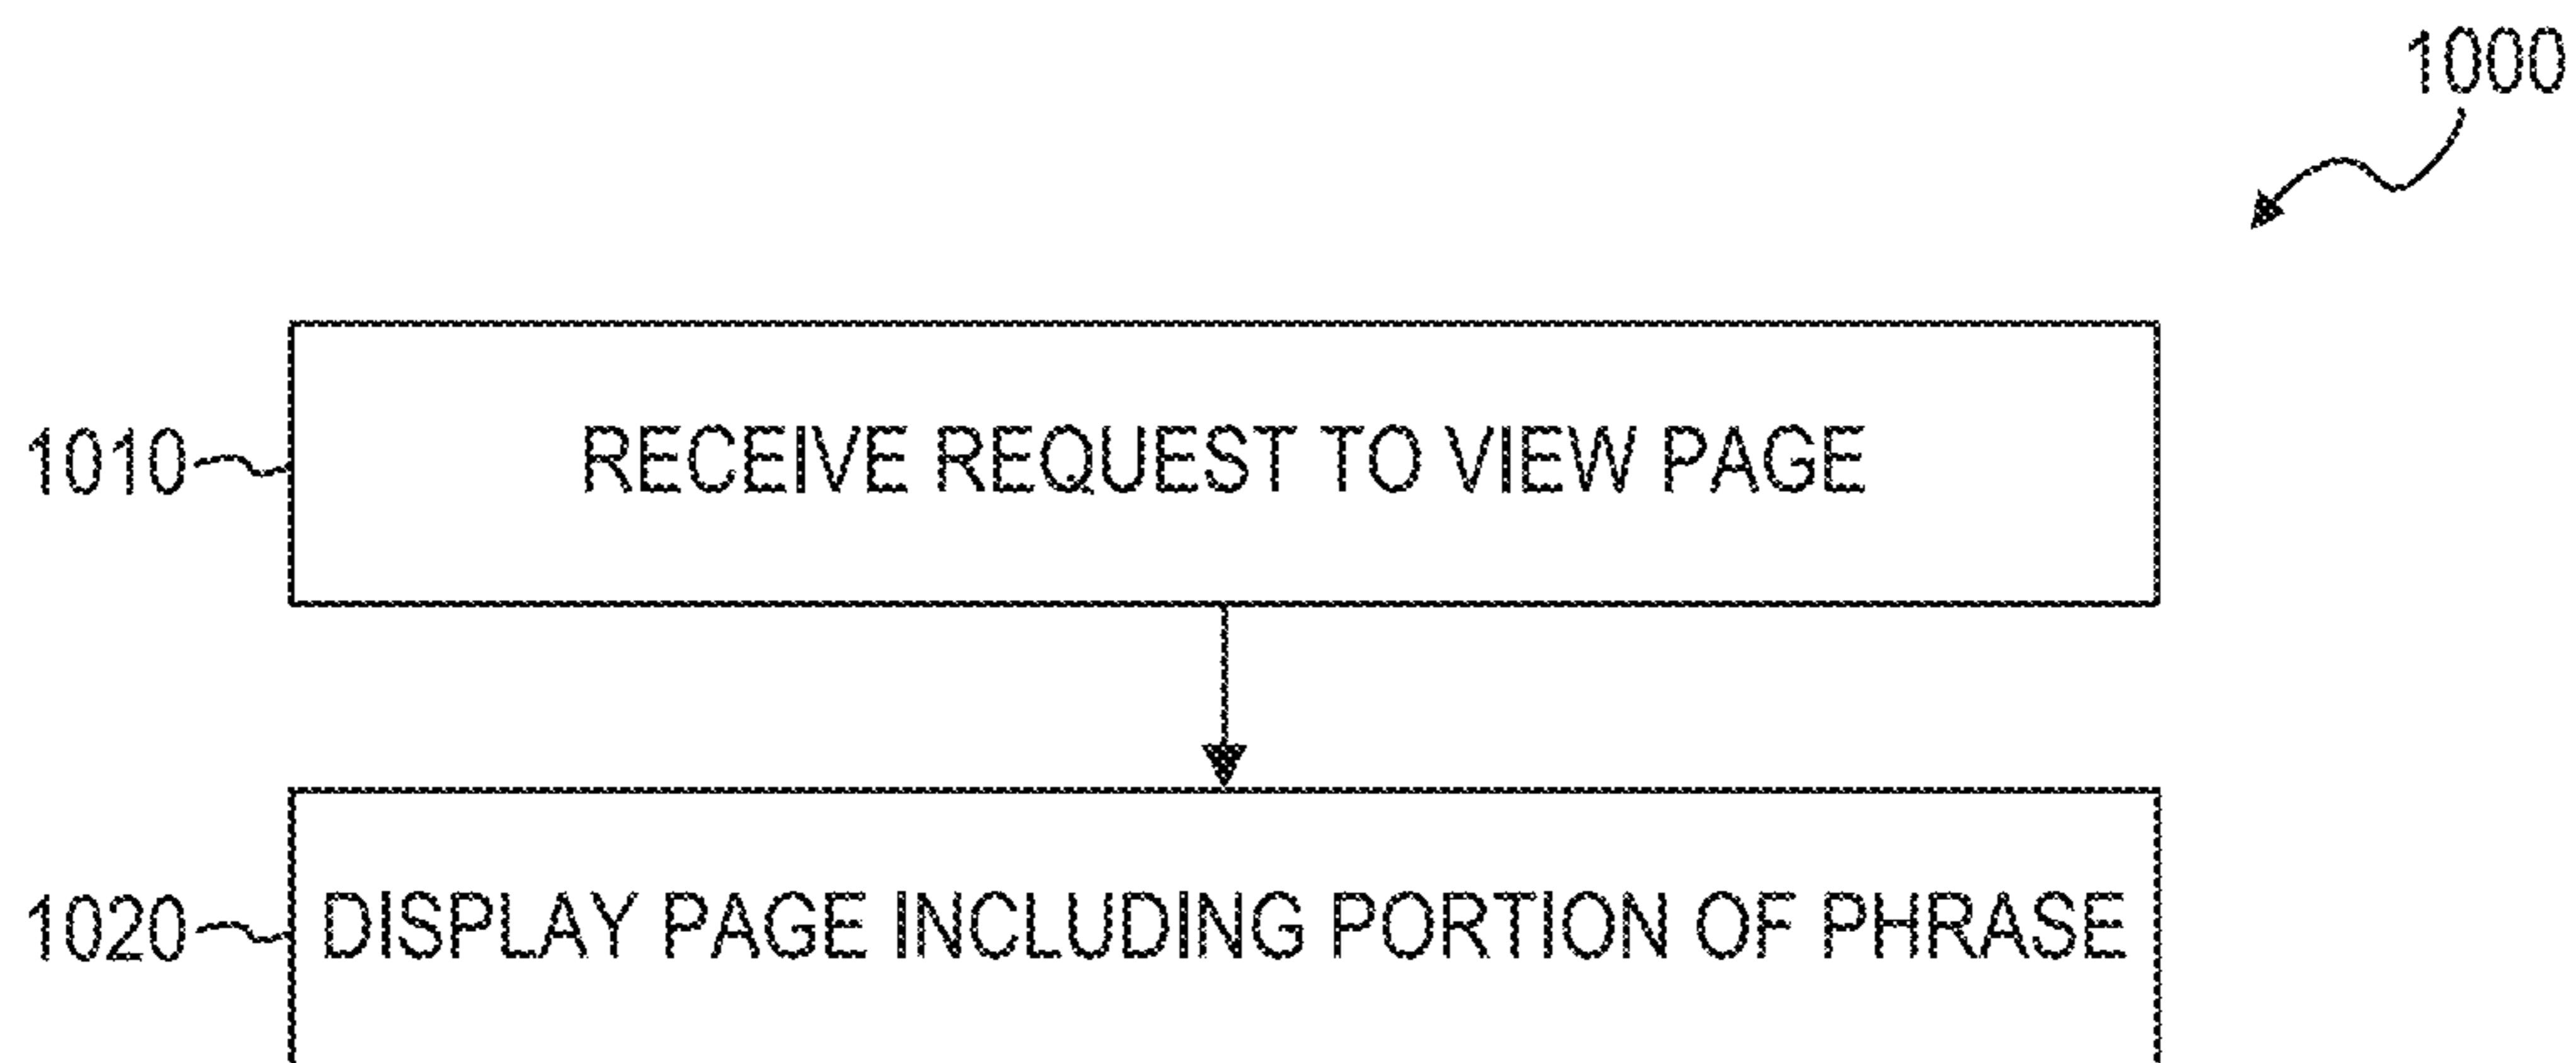 1000
1010 RECEIVE REQUEST TO VIEW PAGE
1020 DISPLAY PAGE INCLUDING PORTION OF PHRASE